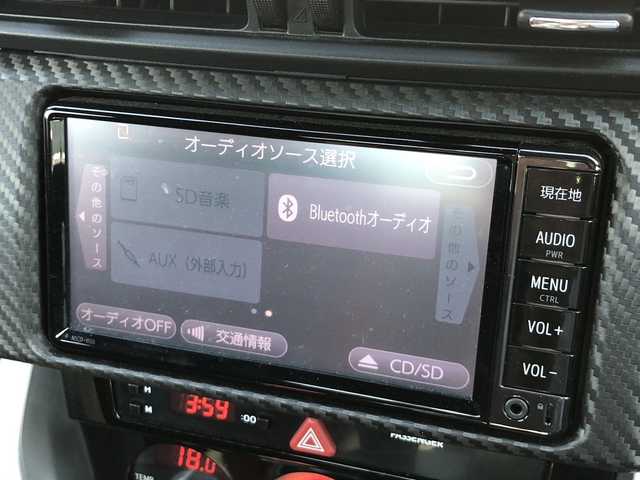 オーディオソース選択
その他のソース
SD音楽
Bluetoothオーディオ
その他のソース
AUX (外部入力)
オーディオOFF
交通情報
CD/SD
現在地
AUDIO
PWR
MENU
CTRL
VOL+
VOL-
H
M
3:59
:00
PASSENGER
TEMP
18.0